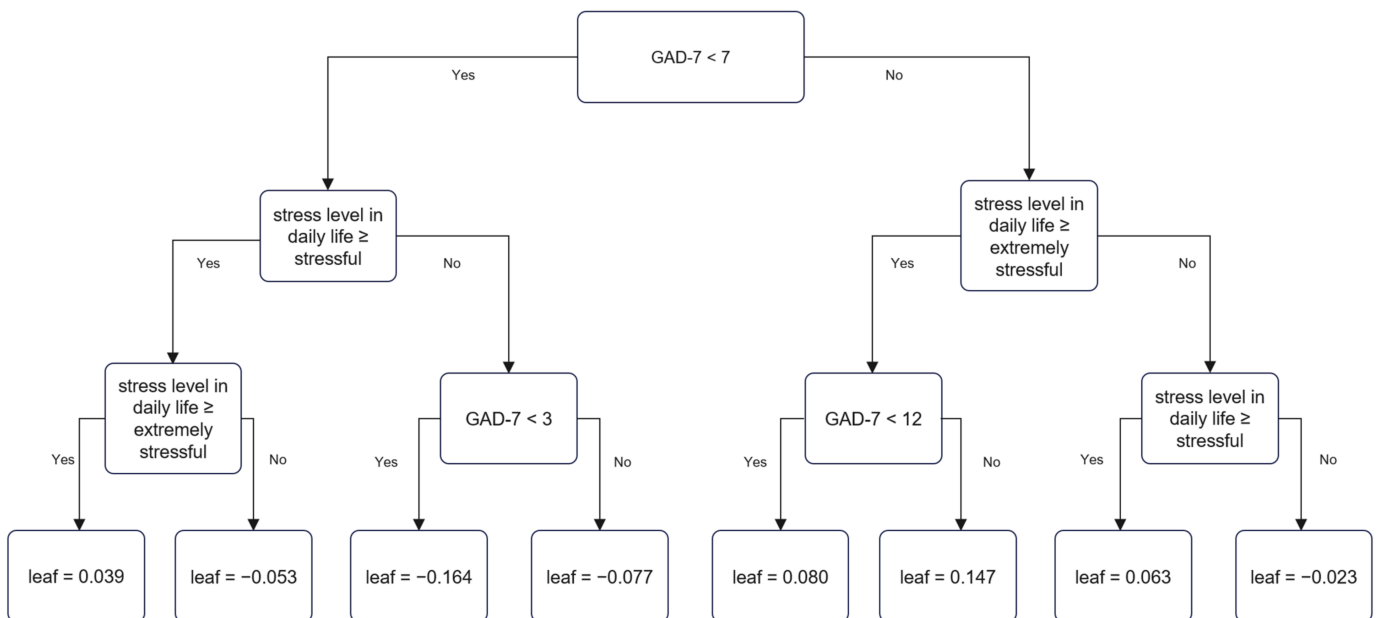 GAD-7 < 7
Yes
No
stress level in
daily life ≥
stressful
stress level in
daily life ≥
extremely
stressful
Yes
No
Yes
No
stress level in
daily life ≥
extremely
stressful
GAD-7 < 3
GAD-7 < 12
stress level in
daily life ≥
stressful
Yes
No
Yes
No
Yes
No
Yes
No
leaf = 0.039
leaf = −0.053
leaf = −0.164
leaf = −0.077
leaf = 0.080
leaf = 0.147
leaf = 0.063
leaf = −0.023